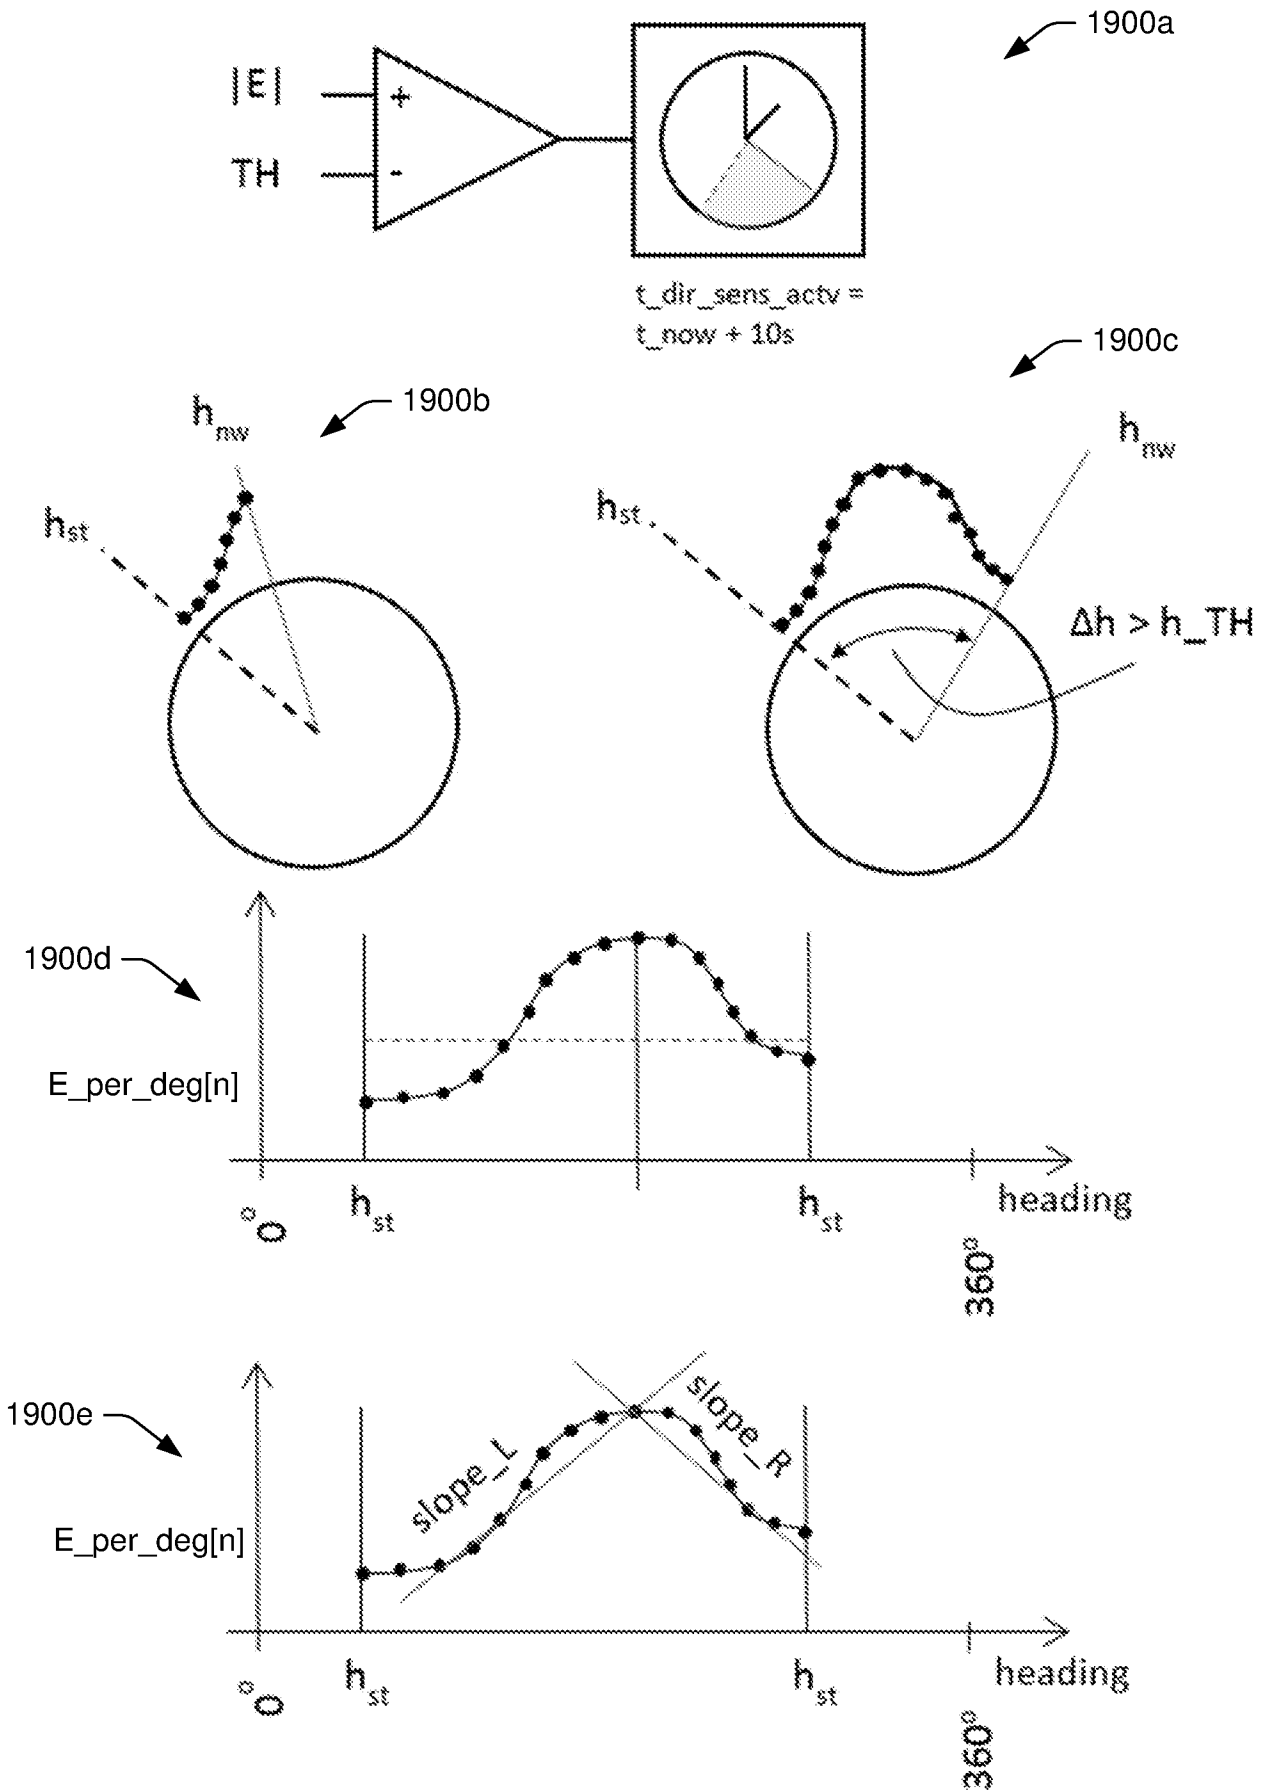 1900a
|E|
+
TH
-
t_dir_sens_actv =
t_now + 10s
1900c
1900b
h_nw
h_nw
h_st
h_st
Δh > h_TH
1900d
E_per_deg[n]
h_st
h_st
heading
0°
360°
1900e
slope_L
slope_R
E_per_deg[n]
h_st
h_st
heading
0°
360°